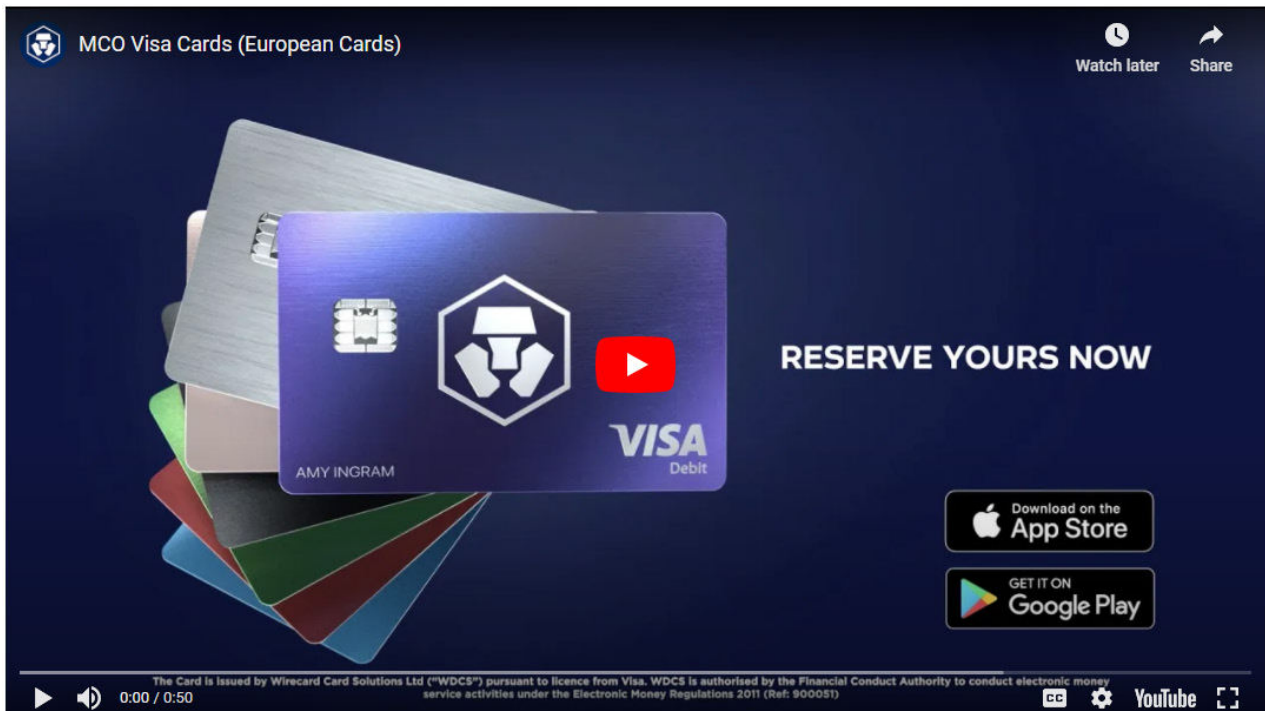 MCO Visa Cards (European Cards)
Watch later
Share
RESERVE YOURS NOW
VISA
Debit
AMY INGRAM
Download on the
App Store
GET IT ON
Google Play
The Card is issued by Wirecard Card Solutions Ltd ("WDCS") pursuant to licence from Visa. WDCS is authorised by the Financial Conduct Authority to conduct electronic money
service activities under the Electronic Money Regulations 2011 (Ref: 900051)
0:00 / 0:50
CC
YouTube